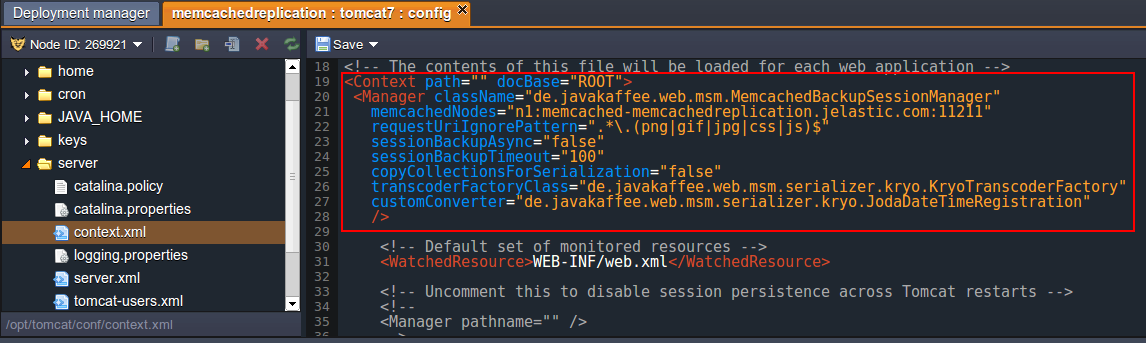 Deployment manager
memcachedreplication : tomcat7 : config
Node ID: 269921
Save
home
cron
JAVA_HOME
keys
server
catalina.policy
catalina.properties
context.xml
logging.properties
server.xml
tomcat-users.xml
/opt/tomcat/conf/context.xml
18 <!-- The contents of this file will be loaded for each web application -->
19 <Context path="" docBase="ROOT">
20 <Manager className="de.javakaffee.web.msm.MemcachedBackupSessionManager"
21 memcachedNodes="n1:memcached-memcachedreplication.jelastic.com:11211"
22 requestUriIgnorePattern=".*\.(png|gif|jpg|css|js)$"
23 sessionBackupAsync="false"
24 sessionBackupTimeout="100"
25 copyCollectionsForSerialization="false"
26 transcoderFactoryClass="de.javakaffee.web.msm.serializer.kryo.KryoTranscoderFactory"
27 customConverter="de.javakaffee.web.msm.serializer.kryo.JodaDateTimeRegistration"
28 />
29
30 <!-- Default set of monitored resources -->
31 <WatchedResource>WEB-INF/web.xml</WatchedResource>
32
33 <!-- Uncomment this to disable session persistence across Tomcat restarts -->
34 <!--
35 <Manager pathname="" />